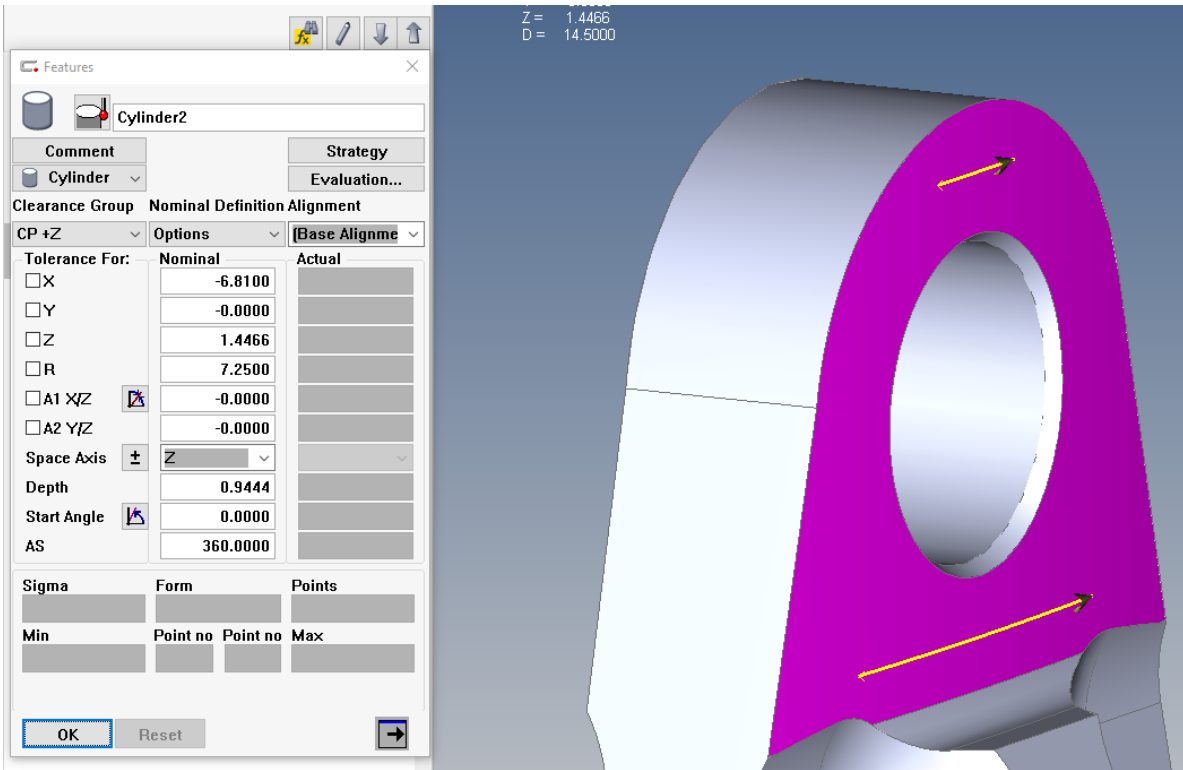 Z = 1.4466
D = 14.5000
fx
Features
Cylinder2
Comment
Strategy
Cylinder
Evaluation...
Clearance Group Nominal Definition Alignment
CP +Z Options (Base Alignme
Tolerance For: Nominal Actual
X -6.8100
Y -0.0000
Z 1.4466
R 7.2500
A1 X/Z -0.0000
A2 Y/Z -0.0000
Space Axis ± Z
Depth 0.9444
Start Angle 0.0000
AS 360.0000
Sigma Form Points
Min Point no Point no Max
OK Reset